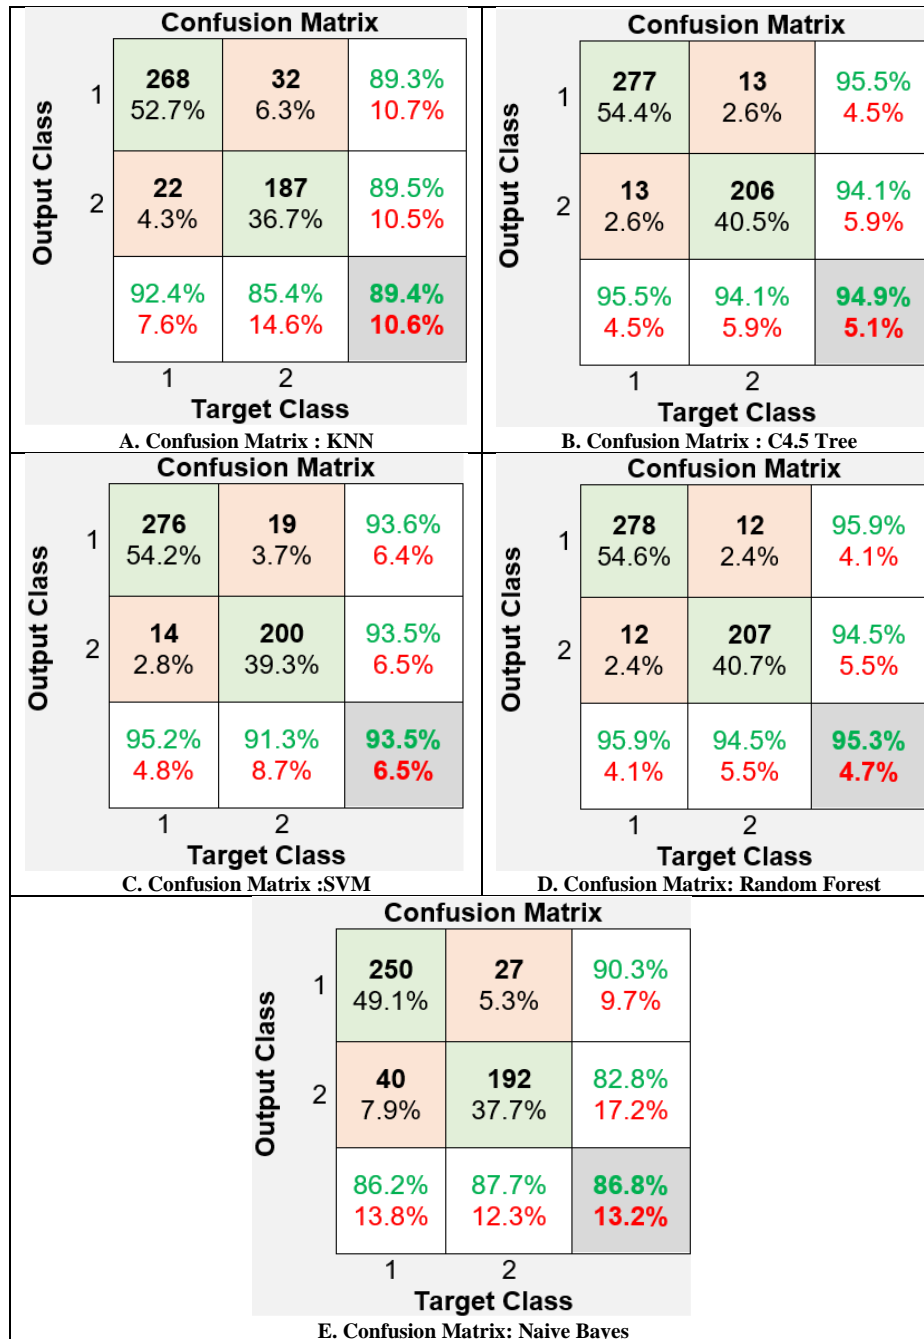 Confusion Matrix
268 32 89.3%
1
52.7% 6.3% 10.7%
22 187 89.5%
2
4.3% 36.7% 10.5%
92.4% 85.4% 89.4%
7.6% 14.6% 10.6%
1 2
Output Class
Target Class
A. Confusion Matrix : KNN
Confusion Matrix
277 13 95.5%
1
54.4% 2.6% 4.5%
13 206 94.1%
2
2.6% 40.5% 5.9%
95.5% 94.1% 94.9%
4.5% 5.9% 5.1%
1 2
Output Class
Target Class
B. Confusion Matrix : C4.5 Tree
Confusion Matrix
276 19 93.6%
1
54.2% 3.7% 6.4%
14 200 93.5%
2
2.8% 39.3% 6.5%
95.2% 91.3% 93.5%
4.8% 8.7% 6.5%
1 2
Output Class
Target Class
C. Confusion Matrix :SVM
Confusion Matrix
278 12 95.9%
1
54.6% 2.4% 4.1%
12 207 94.5%
2
2.4% 40.7% 5.5%
95.9% 94.5% 95.3%
4.1% 5.5% 4.7%
1 2
Output Class
Target Class
D. Confusion Matrix: Random Forest
Confusion Matrix
250 27 90.3%
1
49.1% 5.3% 9.7%
40 192 82.8%
2
7.9% 37.7% 17.2%
86.2% 87.7% 86.8%
13.8% 12.3% 13.2%
1 2
Output Class
Target Class
E. Confusion Matrix: Naive Bayes